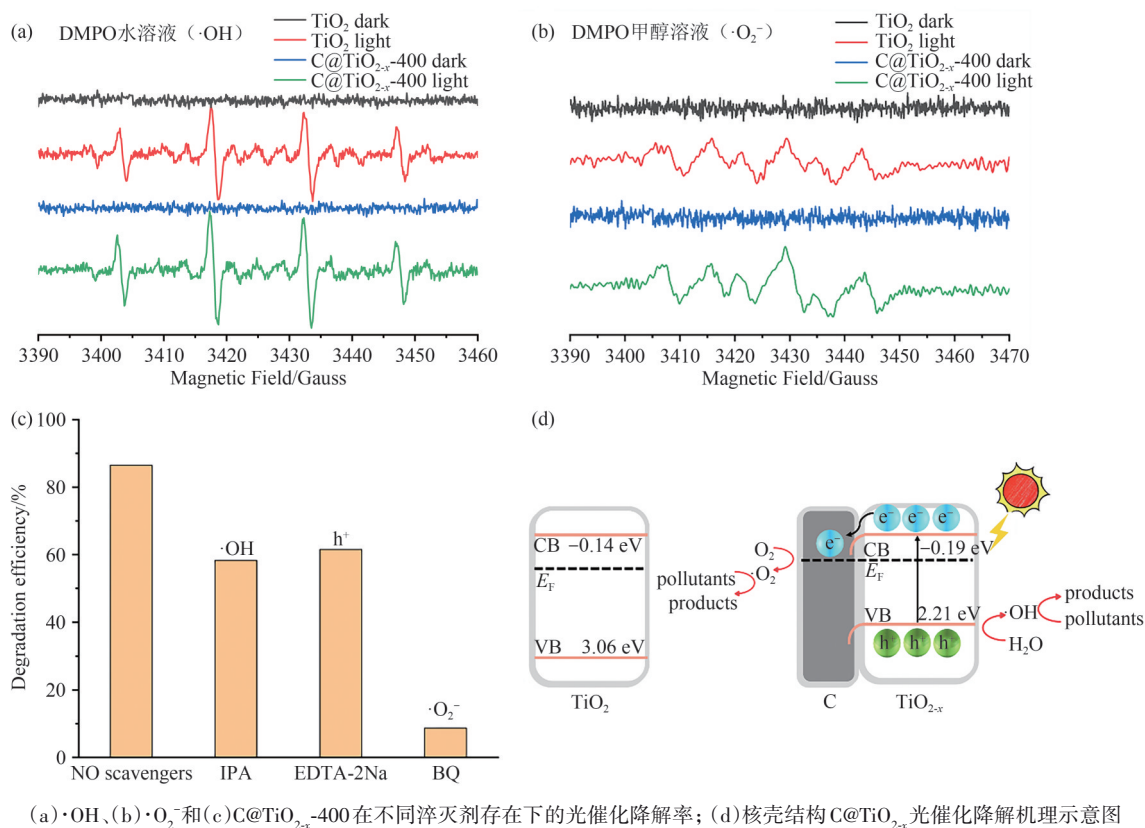 (a) DMPO水溶液（·OH）
TiO2 dark
TiO2 light
C@TiO2-x-400 dark
C@TiO2-x-400 light
3390 3400 3410 3420 3430 3440 3450 3460
Magnetic Field/Gauss
(b) DMPO甲醇溶液（·O2−）
TiO2 dark
TiO2 light
C@TiO2-x-400 dark
C@TiO2-x-400 light
3390 3400 3410 3420 3430 3440 3450 3460 3470
Magnetic Field/Gauss
(c)
Degradation efficiency/%
100
80
60
40
20
0
·OH
h+
·O2−
NO scavengers IPA EDTA-2Na BQ
(d)
CB −0.14 eV
EF
VB 3.06 eV
TiO2
pollutants
products
O2
·O2−
e−
e− e− e−
CB −0.19 eV
EF
VB 2.21 eV
h+ h+ h+
·OH
H2O
products
pollutants
C
TiO2-x
(a)·OH、(b)·O2−和(c)C@TiO2-x-400在不同淬灭剂存在下的光催化降解率；(d)核壳结构C@TiO2-x光催化降解机理示意图